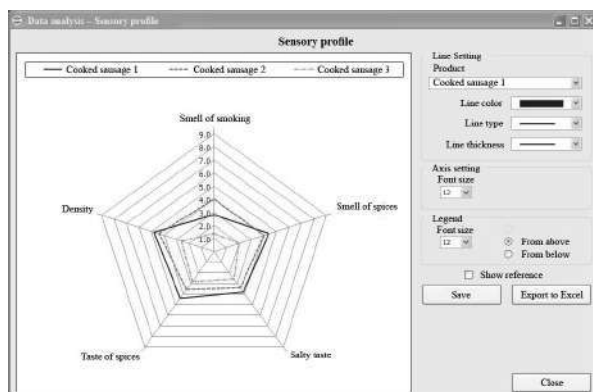 Data analysis – Sensory profile
Sensory profile
Cooked sausage 1 Cooked sausage 2 Cooked sausage 3
Smell of smoking
9.0
8.0
7.0
6.0
5.0
4.0
3.0
2.0
1.0
Density
Smell of spices
Taste of spices
Salty taste
Line Setting
Product
Cooked sausage 1
Line color
Line type
Line thickness
Axis setting
Font size
12
Legend
Font size
12
From above
From below
Show reference
Save Export to Excel
Close